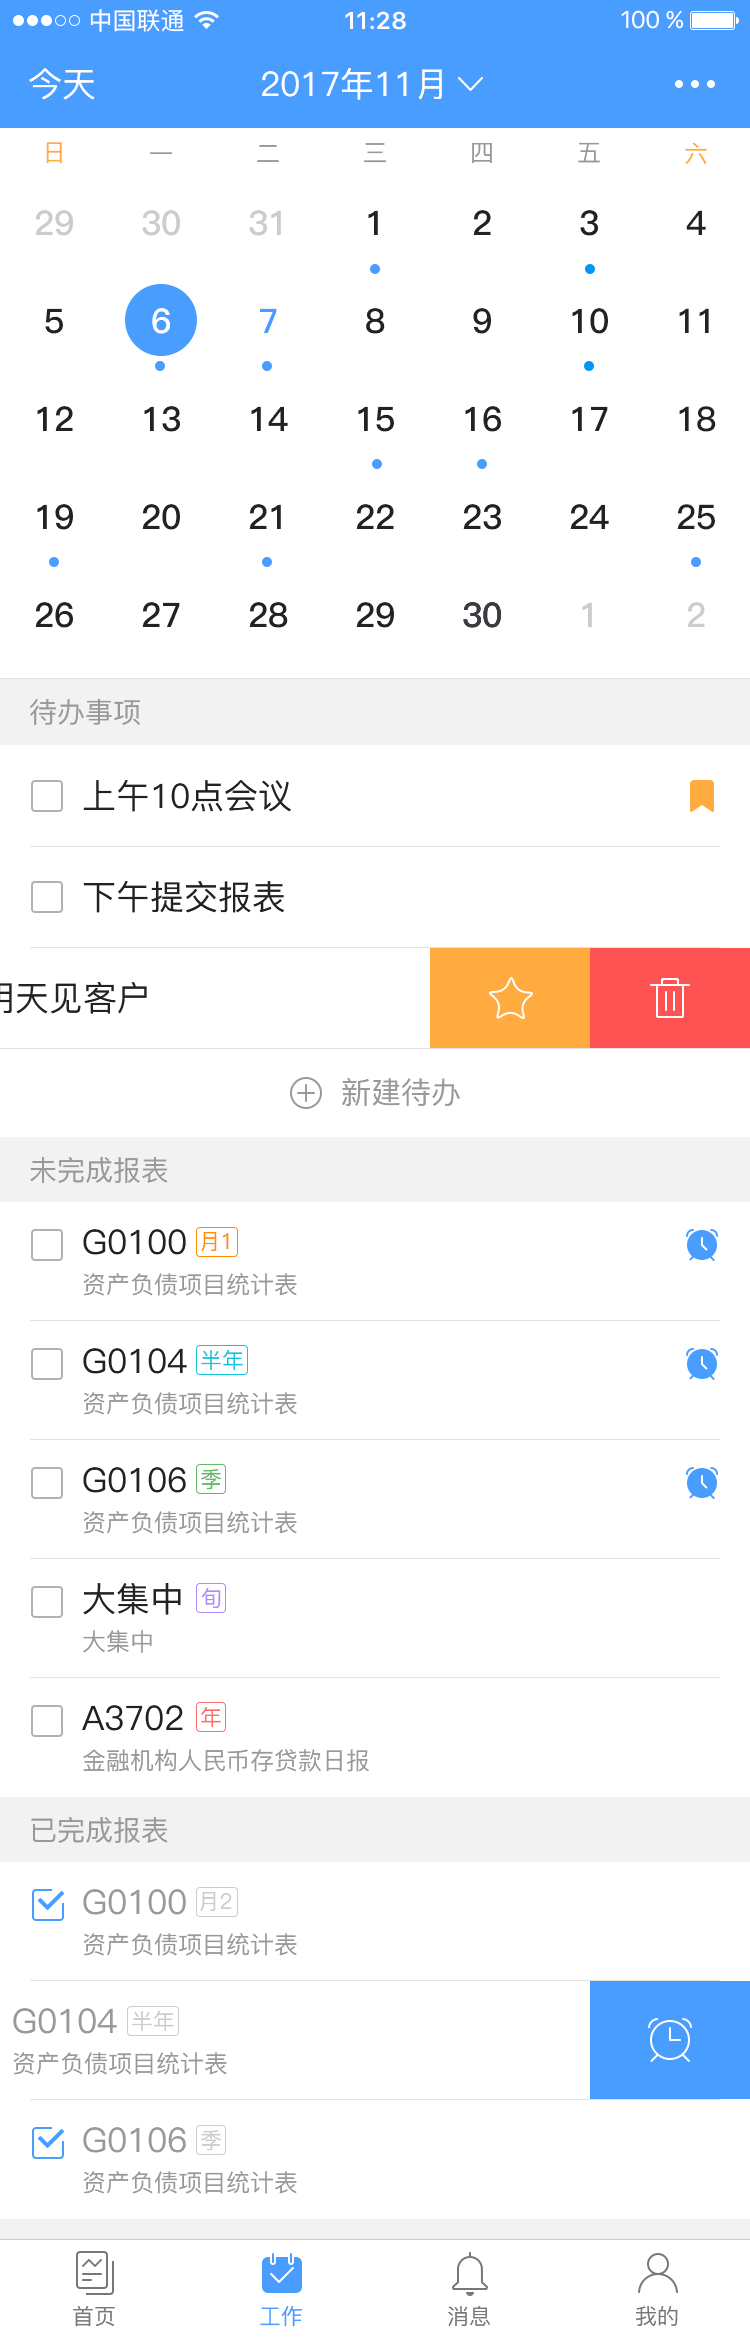 中国联通 11:28 100 %
今天 2017年11月
日 一 二 三 四 五 六
29 30 31 1 2 3 4
5 6 7 8 9 10 11
12 13 14 15 16 17 18
19 20 21 22 23 24 25
26 27 28 29 30 1 2
待办事项
上午10点会议
下午提交报表
明天见客户
新建待办
未完成报表
G0100 月1
资产负债项目统计表
G0104 半年
资产负债项目统计表
G0106 季
资产负债项目统计表
大集中 旬
大集中
A3702 年
金融机构人民币存贷款日报
已完成报表
G0100 月2
资产负债项目统计表
G0104 半年
资产负债项目统计表
G0106 季
资产负债项目统计表
首页 工作 消息 我的